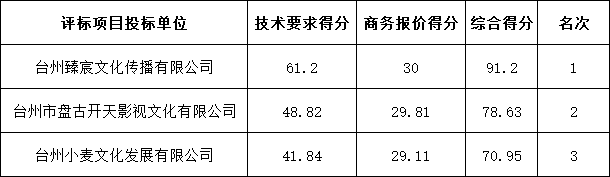 评标项目投标单位 技术要求得分 商务报价得分 综合得分 名次
台州臻宸文化传播有限公司 61.2 30 91.2 1
台州市盘古开天影视文化有限公司 48.82 29.81 78.63 2
台州小麦文化发展有限公司 41.84 29.11 70.95 3